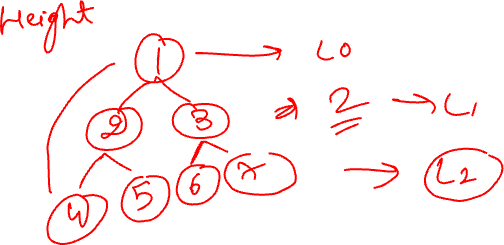 Height
1 → L0
2 3 → 2 → L1
4 5 6 7 → L2